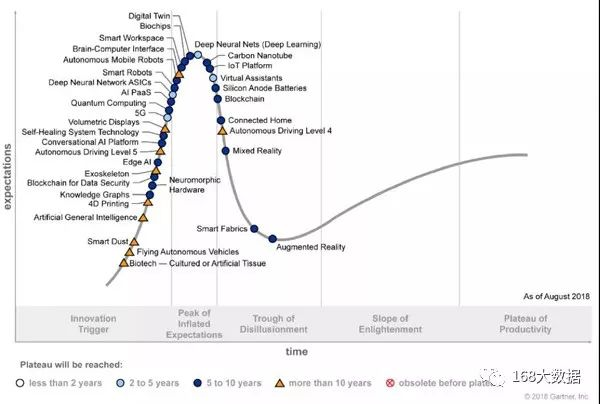 Digital Twin
Biochips
Smart Workspace
Brain-Computer Interface
Autonomous Mobile Robots
Smart Robots
Deep Neural Network ASICs
AI PaaS
Quantum Computing
5G
Volumetric Displays
Self-Healing System Technology
Conversational AI Platform
Autonomous Driving Level 5
Edge AI
Exoskeleton
Blockchain for Data Security
Neuromorphic
Hardware
Knowledge Graphs
4D Printing
Artificial General Intelligence
Smart Dust
Flying Autonomous Vehicles
Biotech — Cultured or Artificial Tissue
Deep Neural Nets (Deep Learning)
Carbon Nanotube
IoT Platform
Virtual Assistants
Silicon Anode Batteries
Blockchain
Connected Home
Autonomous Driving Level 4
Mixed Reality
Smart Fabrics
Augmented Reality
expectations
As of August 2018
Innovation
Trigger
Peak of
Inflated
Expectations
Trough of
Disillusionment
Slope of
Enlightenment
Plateau of
Productivity
time
Plateau will be reached:
less than 2 years
2 to 5 years
5 to 10 years
more than 10 years
obsolete before
168大数据
© 2018 Gartner, Inc.